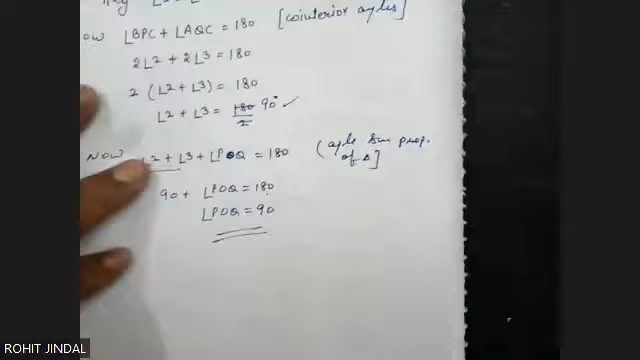 NOW ∠BPC + ∠AQC = 180 [cointerior angles]
2∠2 + 2∠3 = 180
2 (∠2 + ∠3) = 180
∠2 + ∠3 = 180/2 90° ✓
NOW ∠2 + ∠3 + ∠POQ = 180 (angle sum prop. of Δ]
90 + ∠POQ = 180
∠POQ = 90
ROHIT JINDAL